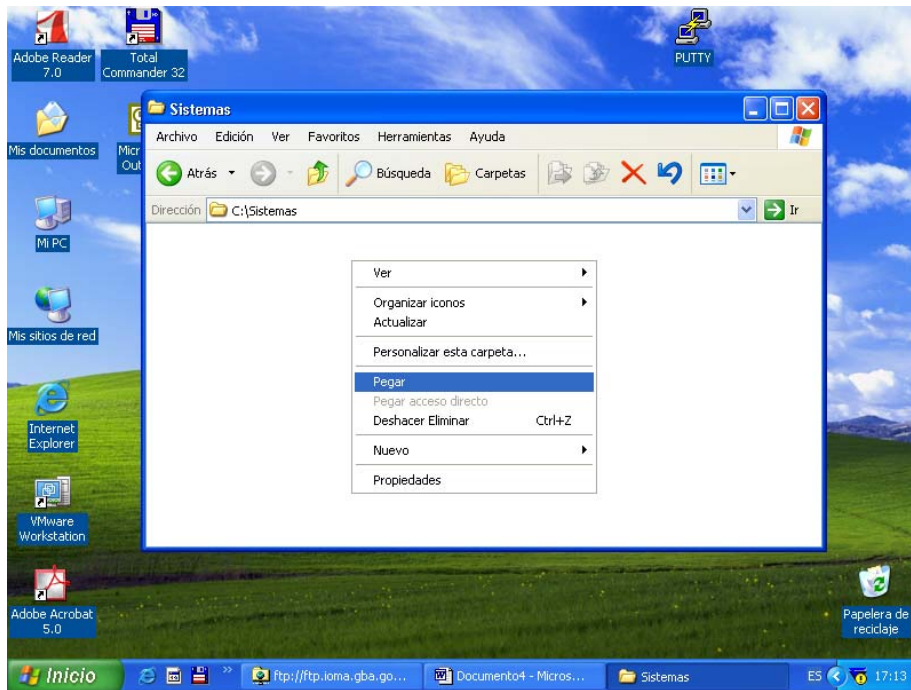 Adobe Reader
7.0
Total
Commander 32
PUTTY
Mis documentos
Micr
Out
Mi PC
Mis sitios de red
Internet
Explorer
VMware
Workstation
Adobe Acrobat
5.0
Sistemas
Archivo Edición Ver Favoritos Herramientas Ayuda
Atrás Búsqueda Carpetas
Dirección C:\Sistemas Ir
Ver
Organizar iconos
Actualizar
Personalizar esta carpeta...
Pegar
Pegar acceso directo
Deshacer Eliminar Ctrl+Z
Nuevo
Propiedades
Papelera de
reciclaje
Inicio ftp://ftp.ioma.gba.go... Documento4 - Micros... Sistemas ES 17:13